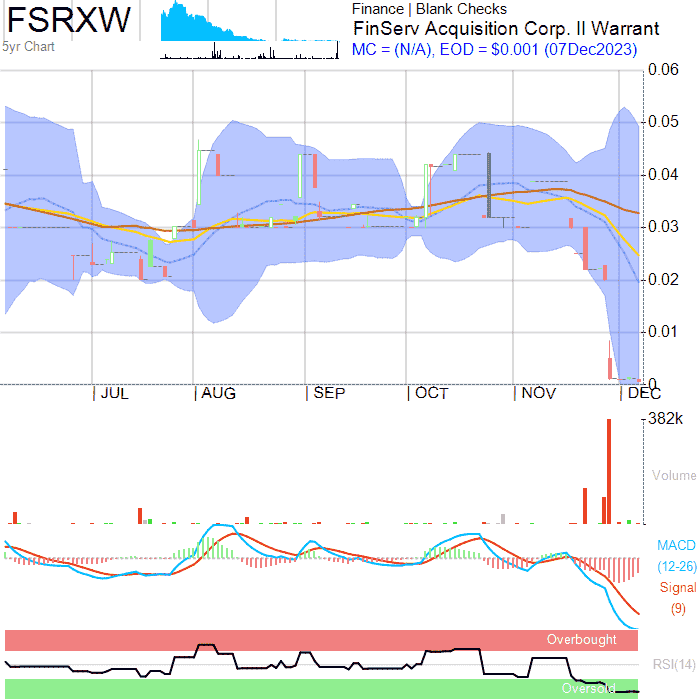 FSRXW
5yr Chart
Finance | Blank Checks
FinServ Acquisition Corp. II Warrant
MC = (N/A), EOD = $0.001 (07Dec2023)
0.06
0.05
0.04
0.03
0.02
0.01
0
JUL AUG SEP OCT NOV DEC
382k
Volume
MACD
(12-26)
Signal
(9)
Overbought
RSI(14)
Oversold